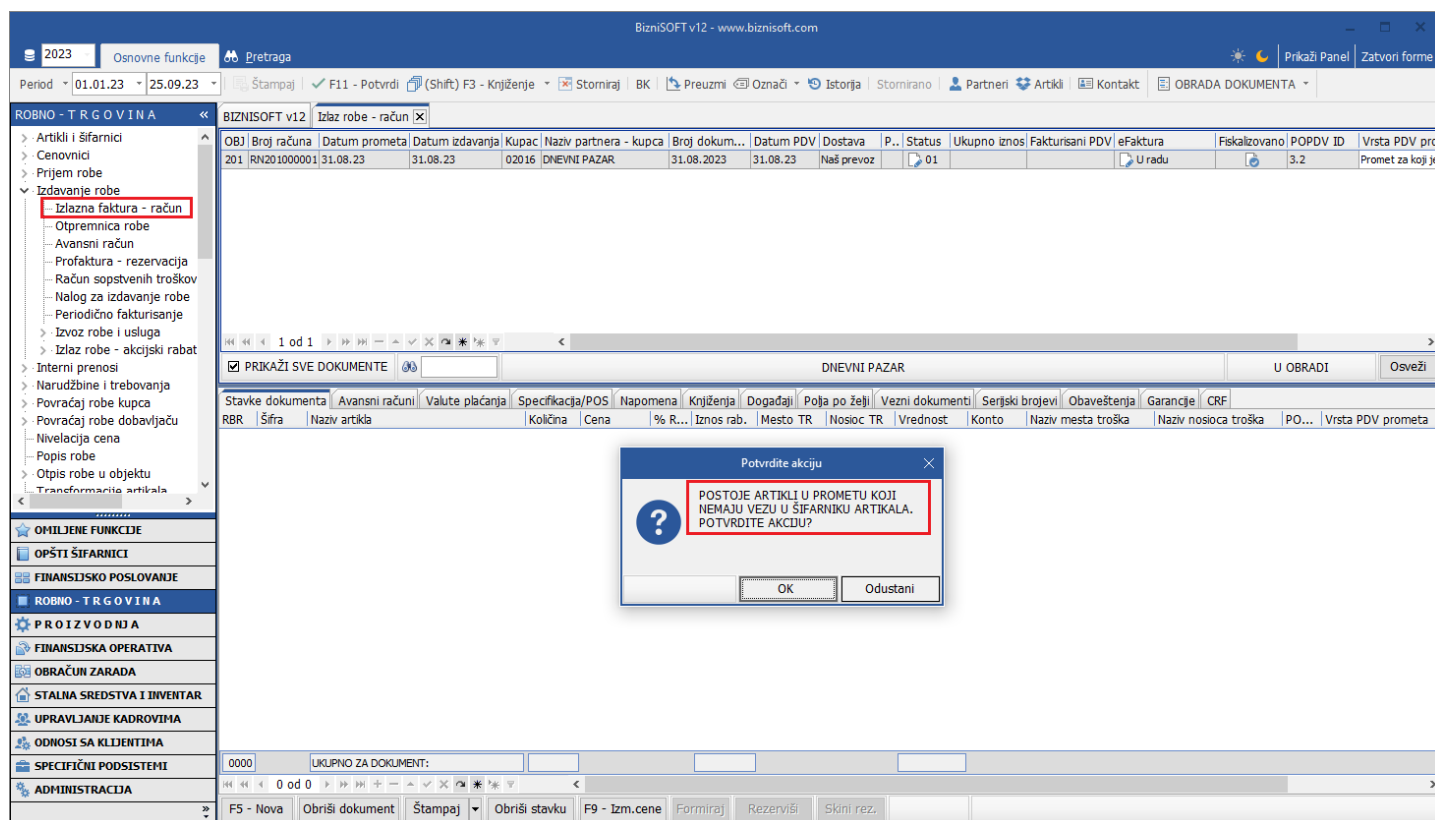 BizniSOFT v12 - www.biznisoft.com
2023 Osnovne funkcije Pretraga Prikaži Panel Zatvori forme
Period 01.01.23 25.09.23 Štampaj F11 - Potvrdi (Shift) F3 - Knjiženje Storniraj BK Preuzmi Označi Istorija Stornirano Partneri Artikli Kontakt OBRADA DOKUMENTA
ROBNO - T R G O V I N A «
Artikli i šifarnici
Cenovnici
Prijem robe
Izdavanje robe
Izlazna faktura - račun
Otpremnica robe
Avansni račun
Profaktura - rezervacija
Račun sopstvenih troškov
Nalog za izdavanje robe
Periodično fakturisanje
Izvoz robe i usluga
Izlaz robe - akcijski rabat
Interni prenosi
Narudžbine i trebovanja
Povraćaj robe kupca
Povraćaj robe dobavljaču
Nivelacija cena
Popis robe
Otpis robe u objektu
Transformacije artikala
OMILJENE FUNKCIJE
OPŠTI ŠIFARNICI
FINANSIJSKO POSLOVANJE
ROBNO - T R G O V I N A
P R O I Z V O D NJ A
FINANSIJSKA OPERATIVA
OBRAČUN ZARADA
STALNA SREDSTVA I INVENTAR
UPRAVLJANJE KADROVIMA
ODNOSI SA KLIJENTIMA
SPECIFIČNI PODSISTEMI
ADMINISTRACIJA
»
BIZNISOFT v12 Izlaz robe - račun
OBJ Broj računa Datum prometa Datum izdavanja Kupac Naziv partnera - kupca Broj dokum... Datum PDV Dostava P.. Status Ukupno iznos Fakturisani PDV eFaktura Fiskalizovano POPDV ID Vrsta PDV pro
201 RN201000001 31.08.23 31.08.23 02016 DNEVNI PAZAR 31.08.2023 31.08.23 Naš prevoz 01 U radu 3.2 Promet za koji je
1 od 1
PRIKAŽI SVE DOKUMENTE DNEVNI PAZAR U OBRADI Osveži
Stavke dokumenta Avansni računi Valute plaćanja Specifikacija/POS Napomena Knjiženja Događaji Polja po želji Vezni dokumenti Serijski brojevi Obaveštenja Garancije CRF
RBR Šifra Naziv artikla Količina Cena % R... Iznos rab. Mesto TR Nosioc TR Vrednost Konto Naziv mesta troška Naziv nosioca troška PO... Vrsta PDV prometa
Potvrdite akciju
POSTOJE ARTIKLI U PROMETU KOJI
NEMAJU VEZU U ŠIFARNIKU ARTIKALA.
POTVRDITE AKCIJU?
OK Odustani
0000 UKUPNO ZA DOKUMENT:
0 od 0
F5 - Nova Obriši dokument Štampaj Obriši stavku F9 - Izm.cene Formiraj Rezerviši Skini rez.